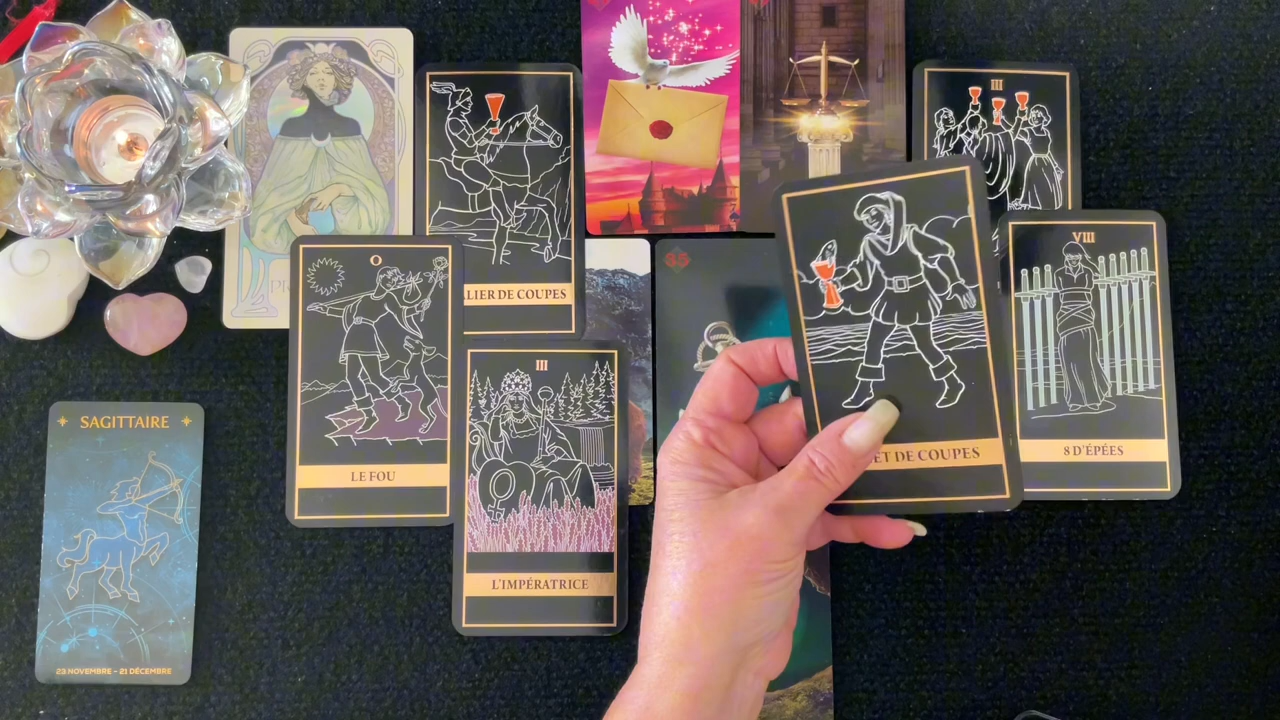 III
LIER DE COUPES
O
LE FOU
35
ET DE COUPES
VIII
8 D'ÉPÉES
III
L'IMPÉRATRICE
SAGITTAIRE
23 NOVEMBRE - 21 DÉCEMBRE